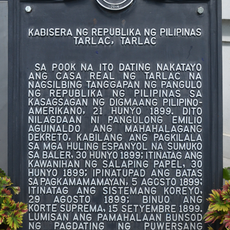 KABISERA NG REPUBLIKA NG PILIPINAS
TARLAC, TARLAC
SA POOK NA ITO DATING NAKATAYO
ANG CASA REAL NG TARLAC NA
NAGSILBING TANGGAPAN NG PANGULO
NG REPUBLIKA NG PILIPINAS SA
KASAGSAGAN NG DIGMAANG PILIPINO-
AMERIKANO, 21 HUNYO 1899. DITO
NILAGDAAN NI PANGULONG EMILIO
AGUINALDO ANG MAHAHALAGANG
DEKRETO, KABILANG ANG PAGKILALA
SA MGA HULING ESPANYOL NA SUMUKO
SA BALER, 30 HUNYO 1899; ITINATAG ANG
KAWANIHAN NG SALAPING PAPEL, 30
HUNYO 1899; IPINATUPAD ANG BATAS
SA PAGKAMAMAMAYAN, 5 AGOSTO 1899;
ITINATAG ANG SISTEMANG KOREYO,
29 AGOSTO 1899; BINUO ANG
KORTE SUPREMA, 15 SETYEMBRE 1899.
LUMISAN ANG PAMAHALAAN BUNSOD
NG PAGDATING NG PUWERSANG